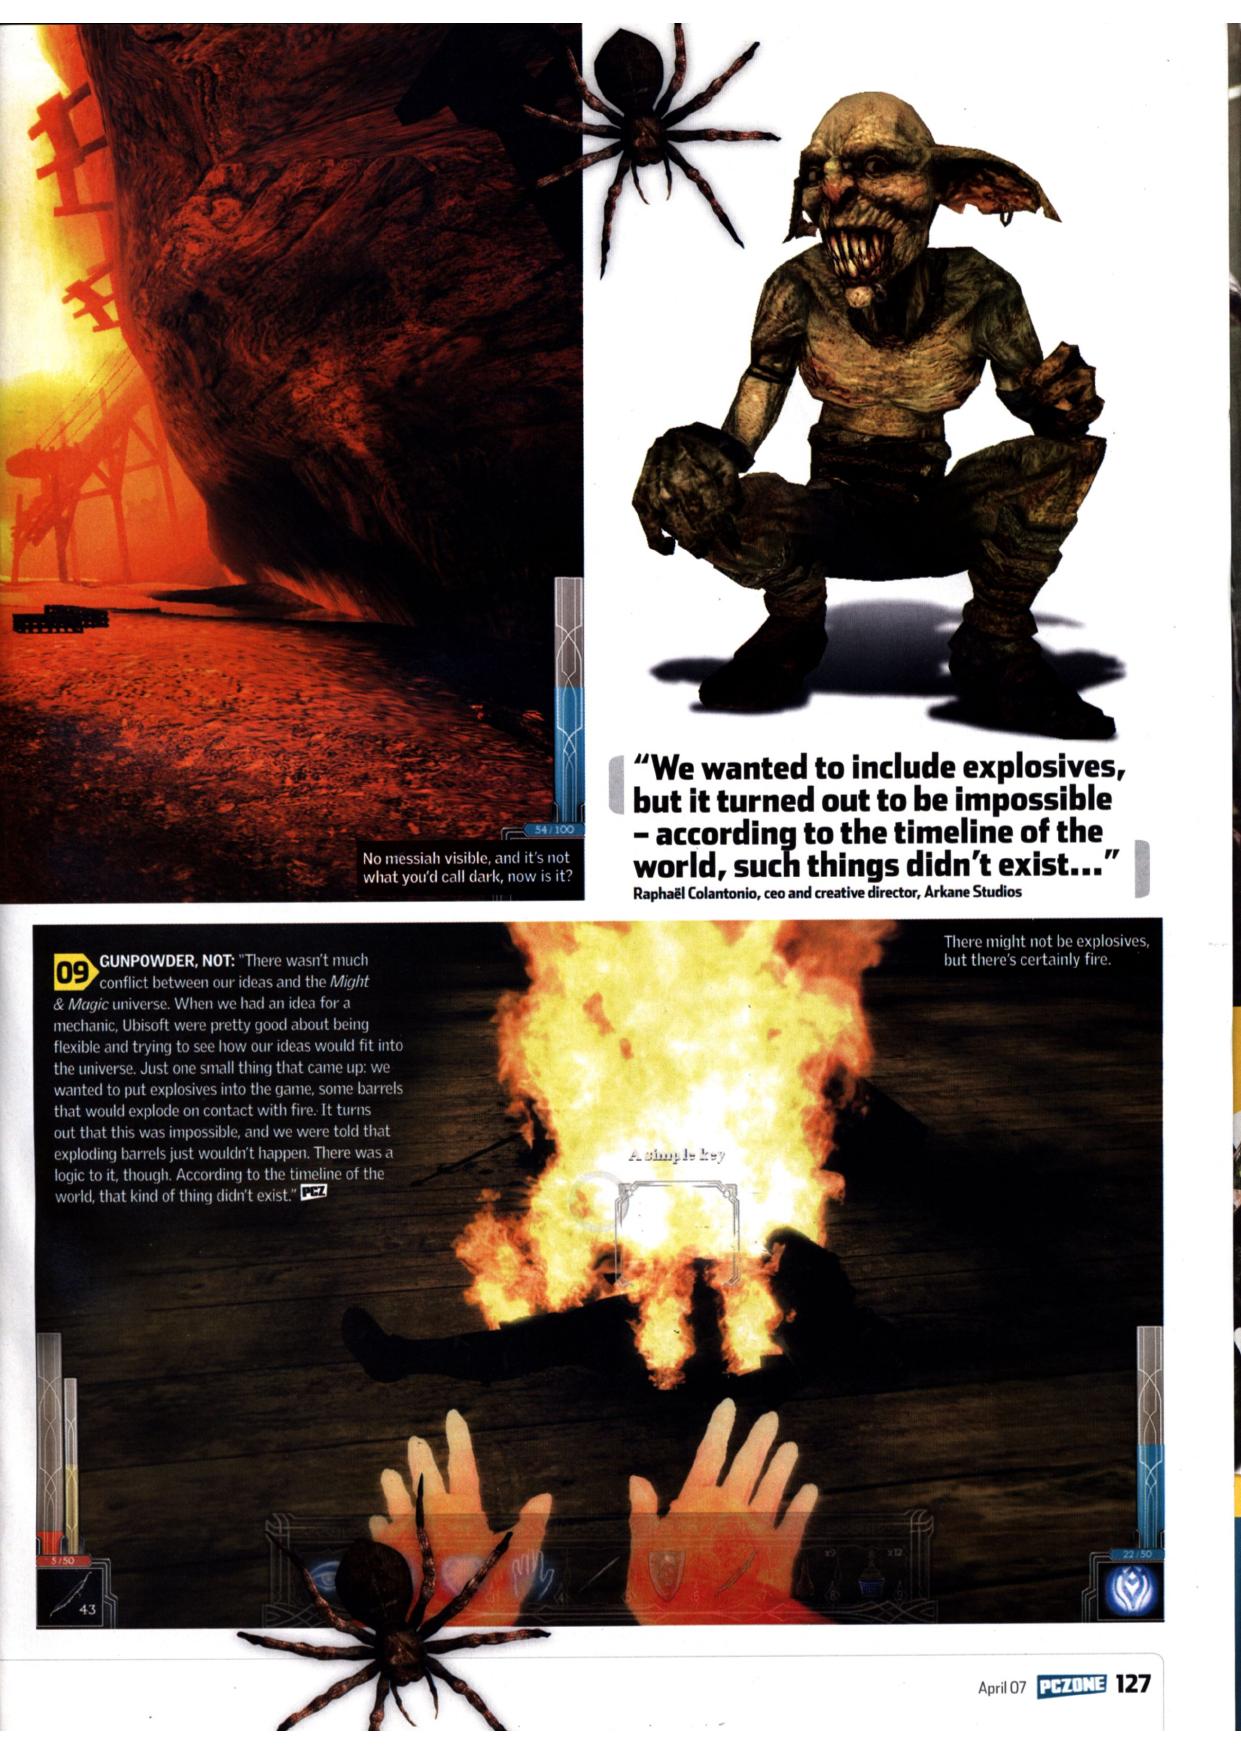 54/100
No messiah visible, and it's not
what you'd call dark, now is it?
“We wanted to include explosives,
but it turned out to be impossible
– according to the timeline of the
world, such things didn't exist...”
Raphaël Colantonio, ceo and creative director, Arkane Studios
There might not be explosives,
but there's certainly fire.
09 GUNPOWDER, NOT: "There wasn't much
conflict between our ideas and the Might
& Magic universe. When we had an idea for a
mechanic, Ubisoft were pretty good about being
flexible and trying to see how our ideas would fit into
the universe. Just one small thing that came up: we
wanted to put explosives into the game, some barrels
that would explode on contact with fire. It turns
out that this was impossible, and we were told that
exploding barrels just wouldn't happen. There was a
logic to it, though. According to the timeline of the
world, that kind of thing didn't exist." PCZ
A simple key
5/50
43
x9
x12
22/50
April 07 PCZONE 127